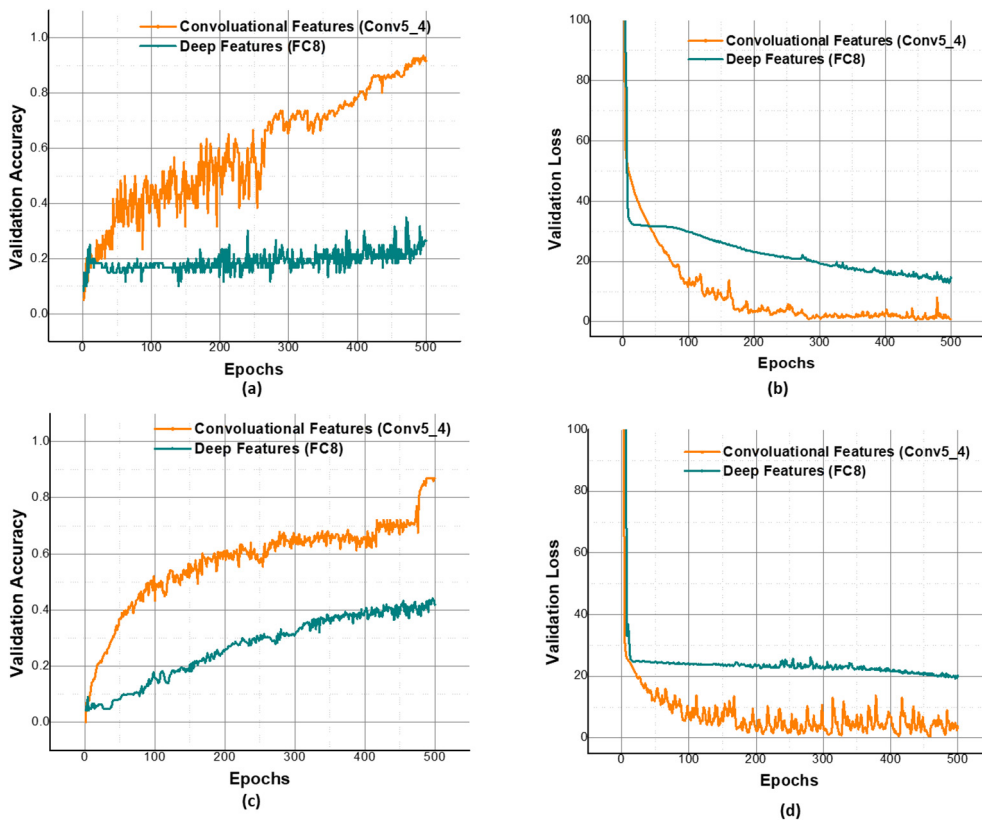 Convoluational Features (Conv5_4)
Deep Features (FC8)
1.0
0.8
0.6
0.4
0.2
0.0
Validation Accuracy
0
100
200
300
400
500
Epochs
(a)
Convoluational Features (Conv5_4)
Deep Features (FC8)
100
80
60
40
20
0
Validation Loss
0
100
200
300
400
500
Epochs
(b)
Convoluational Features (Conv5_4)
Deep Features (FC8)
1.0
0.8
0.6
0.4
0.2
0.0
Validation Accuracy
0
100
200
300
400
500
Epochs
(c)
Convoluational Features (Conv5_4)
Deep Features (FC8)
100
80
60
40
20
0
Validation Loss
0
100
200
300
400
500
Epochs
(d)